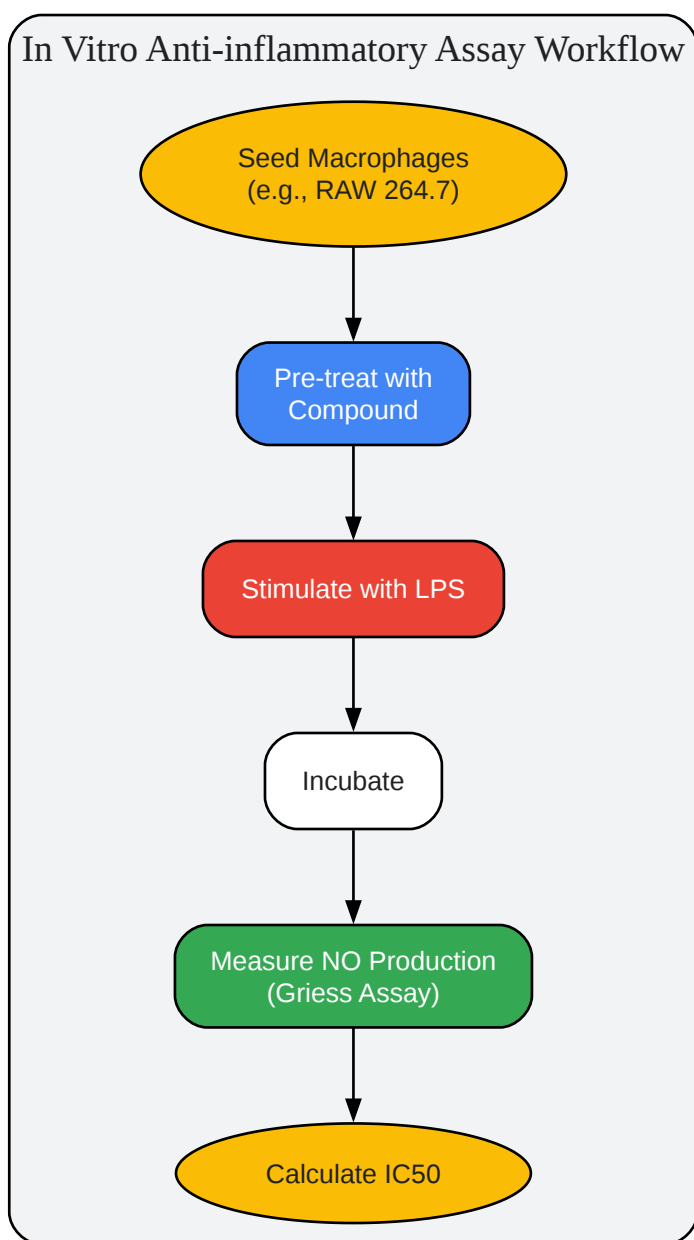 In Vitro Anti-inflammatory Assay Workflow
Seed Macrophages
(e.g., RAW 264.7)
Pre-treat with
Compound
Stimulate with LPS
Incubate
Measure NO Production
(Griess Assay)
Calculate IC50